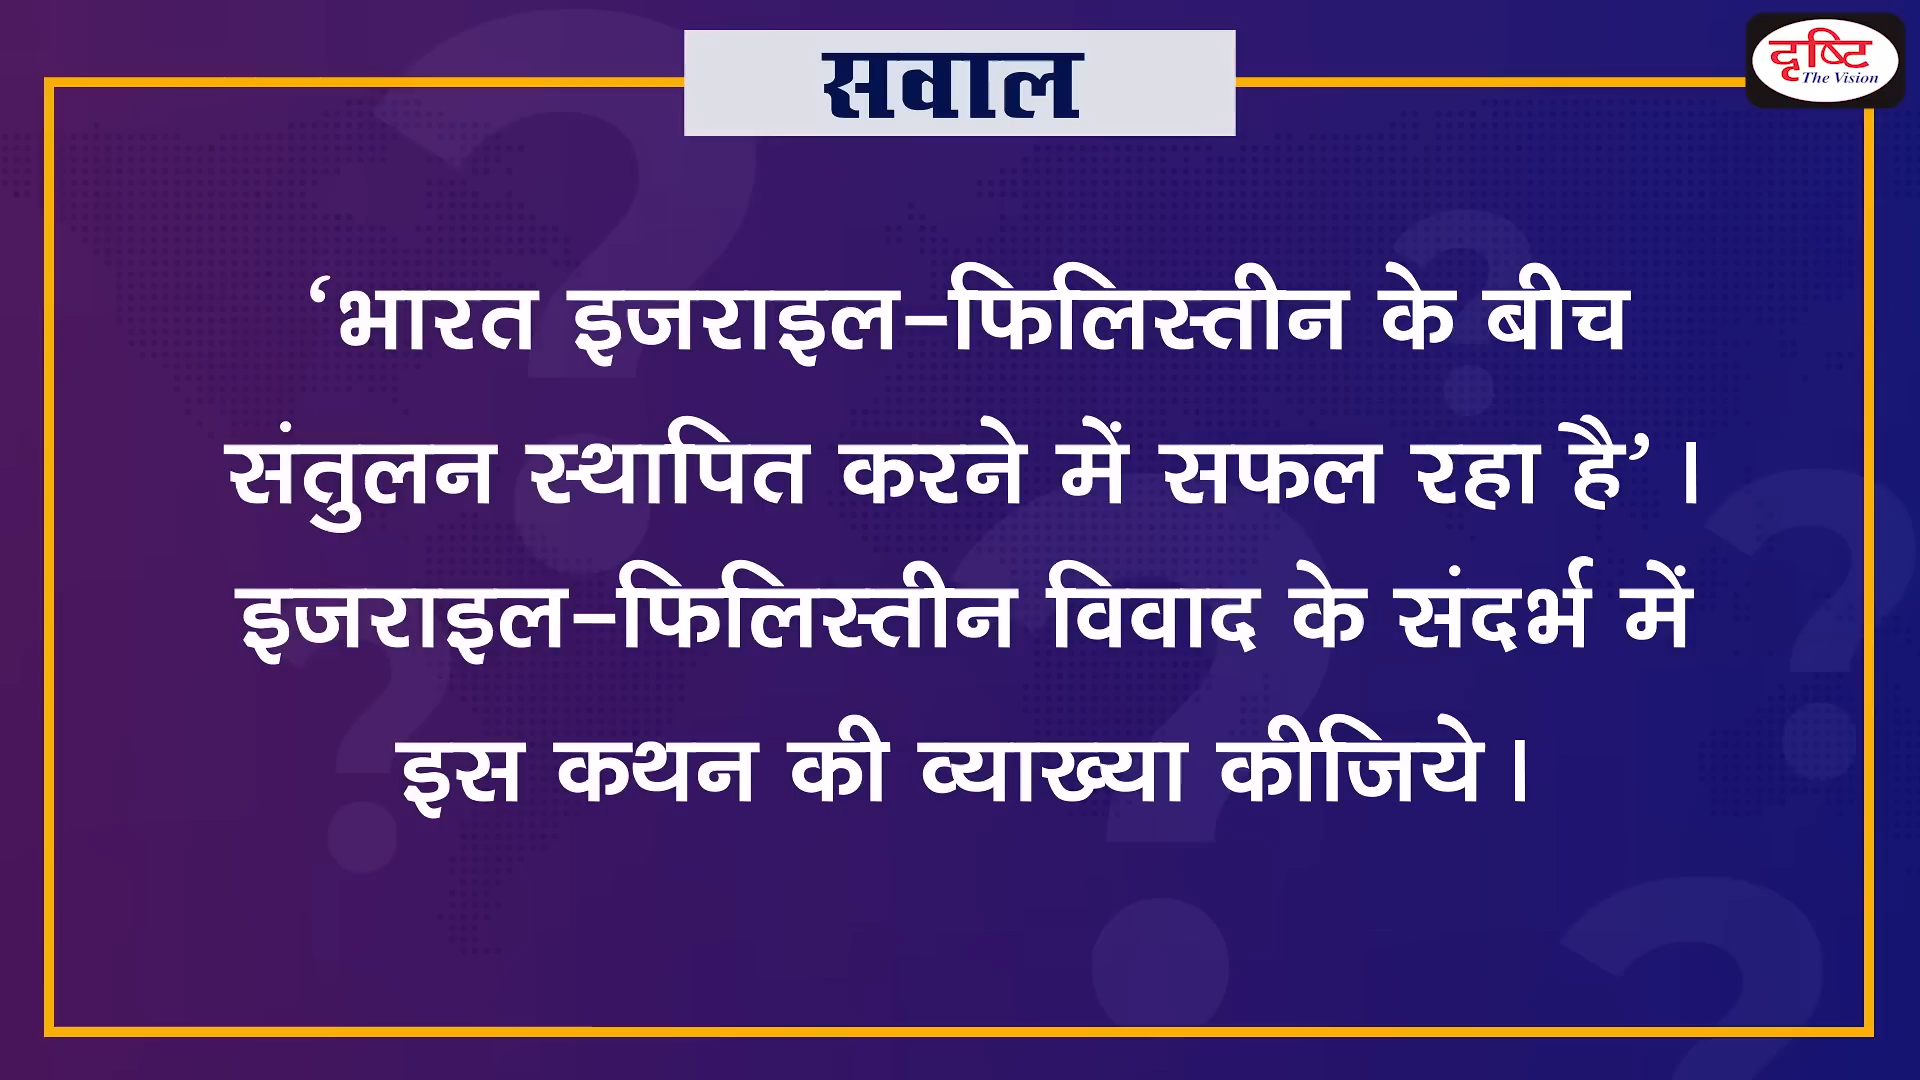 सवाल
दृष्टि
The Vision
‘भारत इजराइल-फिलिस्तीन के बीच
संतुलन स्थापित करने में सफल रहा है’।
इजराइल-फिलिस्तीन विवाद के संदर्भ में
इस कथन की व्याख्या कीजिये।